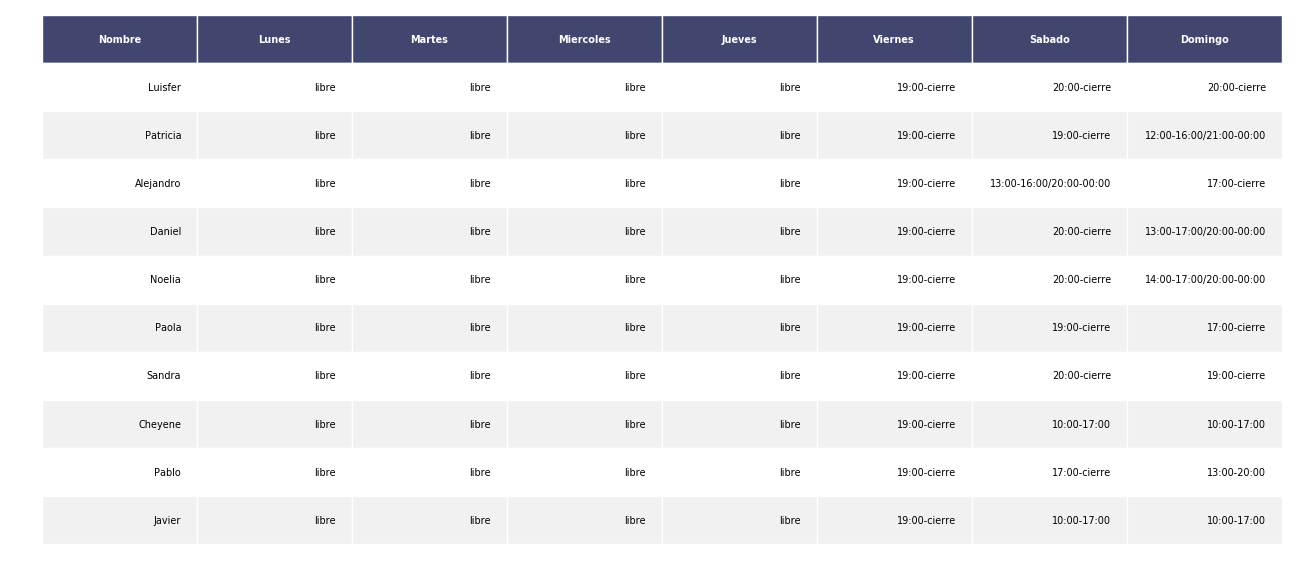 Nombre Lunes Martes Miercoles Jueves Viernes Sabado Domingo
Luisfer libre libre libre libre 19:00-cierre 20:00-cierre 20:00-cierre
Patricia libre libre libre libre 19:00-cierre 19:00-cierre 12:00-16:00/21:00-00:00
Alejandro libre libre libre libre 19:00-cierre 13:00-16:00/20:00-00:00 17:00-cierre
Daniel libre libre libre libre 19:00-cierre 20:00-cierre 13:00-17:00/20:00-00:00
Noelia libre libre libre libre 19:00-cierre 20:00-cierre 14:00-17:00/20:00-00:00
Paola libre libre libre libre 19:00-cierre 19:00-cierre 17:00-cierre
Sandra libre libre libre libre 19:00-cierre 20:00-cierre 19:00-cierre
Cheyene libre libre libre libre 19:00-cierre 10:00-17:00 10:00-17:00
Pablo libre libre libre libre 19:00-cierre 17:00-cierre 13:00-20:00
Javier libre libre libre libre 19:00-cierre 10:00-17:00 10:00-17:00